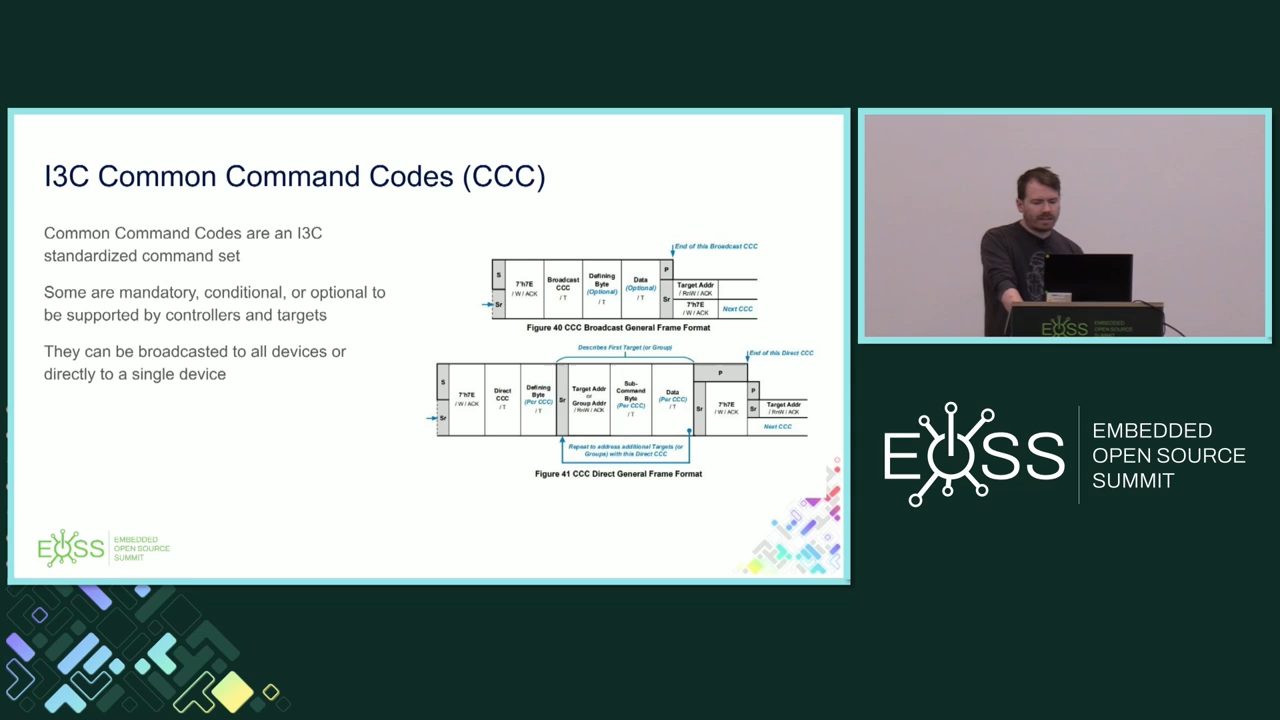 I3C Common Command Codes (CCC)
Common Command Codes are an I3C
standardized command set
Some are mandatory, conditional, or optional to
be supported by controllers and targets
They can be broadcasted to all devices or
directly to a single device
End of this Broadcast CCC
S
Sr
7'h7E
/ W / ACK
Broadcast
CCC
/ T
Defining
Byte
(Optional)
/ T
Data
(Optional)
/ T
P
Sr
Target Addr
/ RnW / ACK
7'h7E
/ W / ACK
Next CCC
Figure 40 CCC Broadcast General Frame Format
Describes First Target (or Group)
End of this Direct CCC
S
Sr
7'h7E
/ W / ACK
Direct
CCC
/ T
Defining
Byte
(Per CCC)
/ T
Sr
Target Addr
or
Group Addr
/ RnW / ACK
Sub-
Command
Byte
(Per CCC)
/ T
Data
(Per CCC)
/ T
P
Sr
7'h7E
/ W / ACK
P
Sr
Target Addr
/ RnW / ACK
Next CCC
Repeat to address additional Targets (or
Groups) with this Direct CCC
Figure 41 CCC Direct General Frame Format
EOSS
EMBEDDED
OPEN SOURCE
SUMMIT
EOSS
EMBEDDED OPEN SOURCE SUMMIT
EOSS
EMBEDDED
OPEN SOURCE
SUMMIT